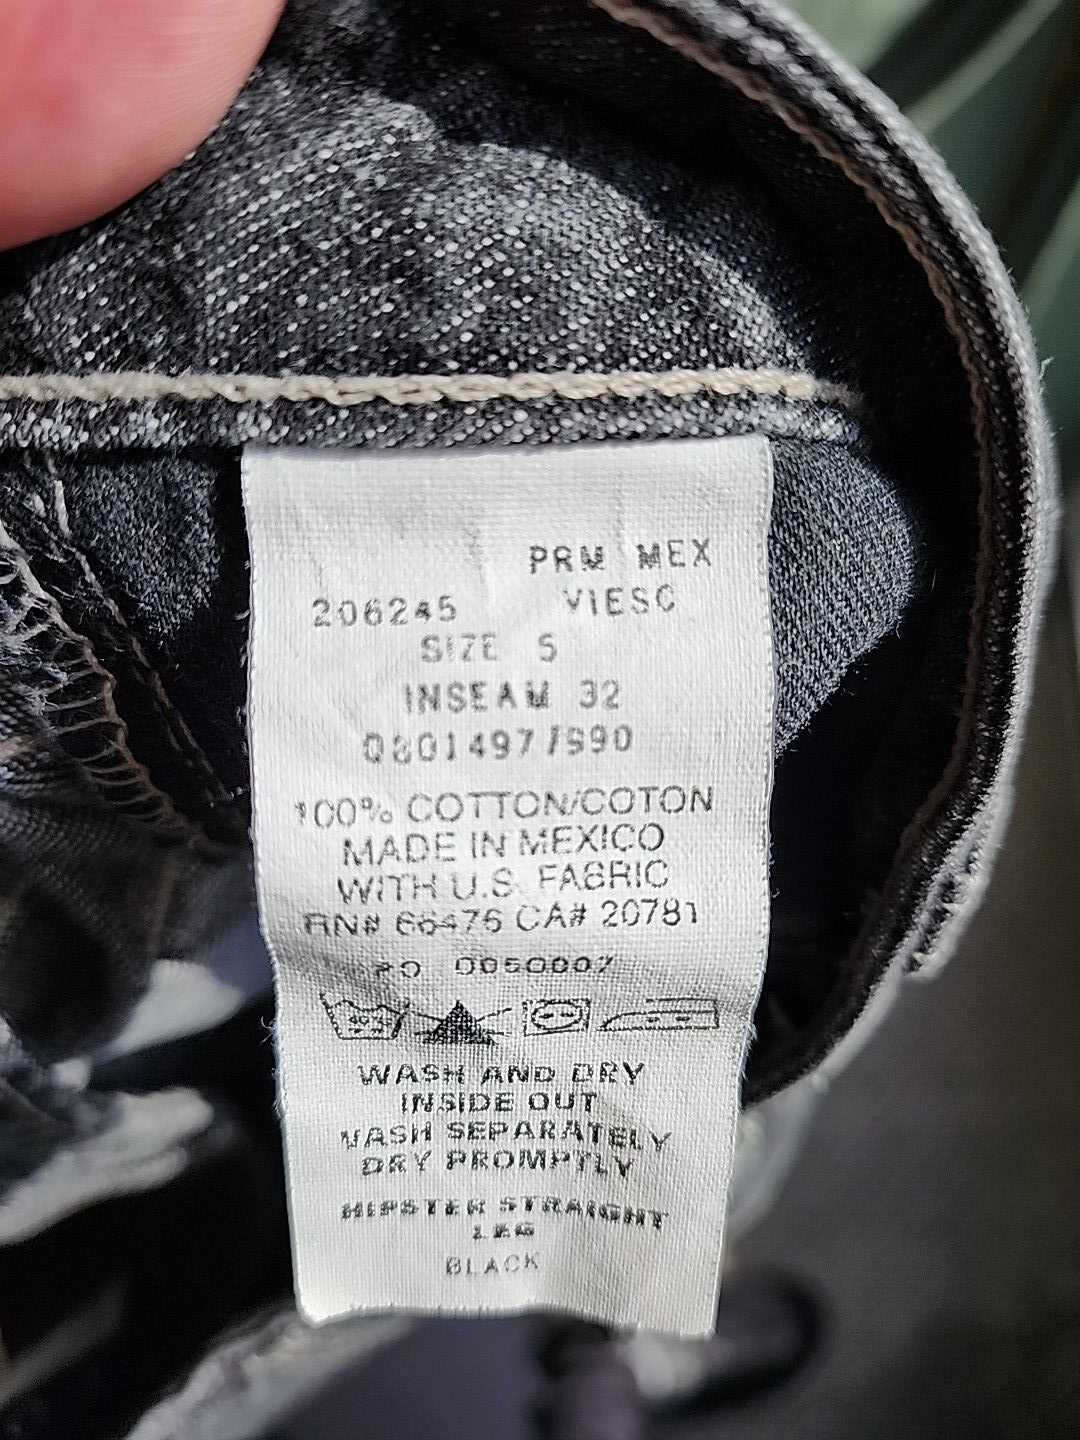 PRM MEX
206245 VIESC
SIZE 5
INSEAM 32
0801497/990
100% COTTON/COTON
MADE IN MEXICO
WITH U.S. FABRIC
RN# 66475 CA# 20781
0050007
WASH AND DRY
INSIDE OUT
WASH SEPARATELY
DRY PROMPTLY
HIPSTER STRAIGHT
LEG
BLACK